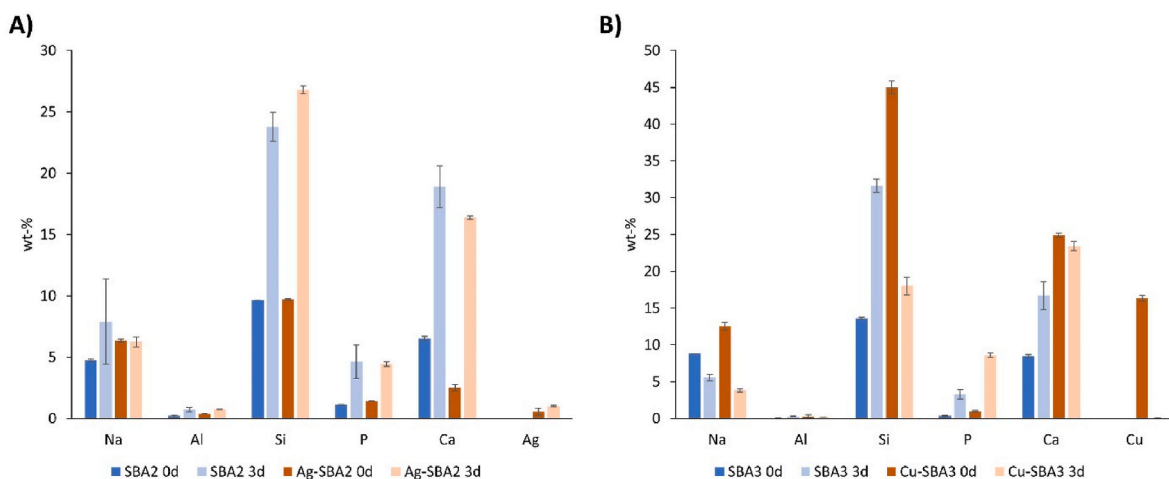 A)
30
25
20
15
10
5
0
wt-%
Na Al Si P Ca Ag
SBA2 0d SBA2 3d Ag-SBA2 0d Ag-SBA2 3d
B)
50
45
40
35
30
25
20
15
10
5
0
wt-%
Na Al Si P Ca Cu
SBA3 0d SBA3 3d Cu-SBA3 0d Cu-SBA3 3d